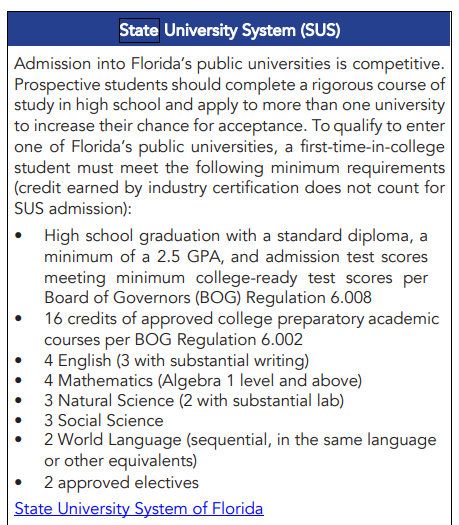 State University System (SUS)
Admission into Florida's public universities is competitive.
Prospective students should complete a rigorous course of
study in high school and apply to more than one university
to increase their chance for acceptance. To qualify to enter
one of Florida's public universities, a first-time-in-college
student must meet the following minimum requirements
(credit earned by industry certification does not count for
SUS admission):
• High school graduation with a standard diploma, a
minimum of a 2.5 GPA, and admission test scores
meeting minimum college-ready test scores per
Board of Governors (BOG) Regulation 6.008
• 16 credits of approved college preparatory academic
courses per BOG Regulation 6.002
• 4 English (3 with substantial writing)
• 4 Mathematics (Algebra 1 level and above)
• 3 Natural Science (2 with substantial lab)
• 3 Social Science
• 2 World Language (sequential, in the same language
or other equivalents)
• 2 approved electives
State University System of Florida